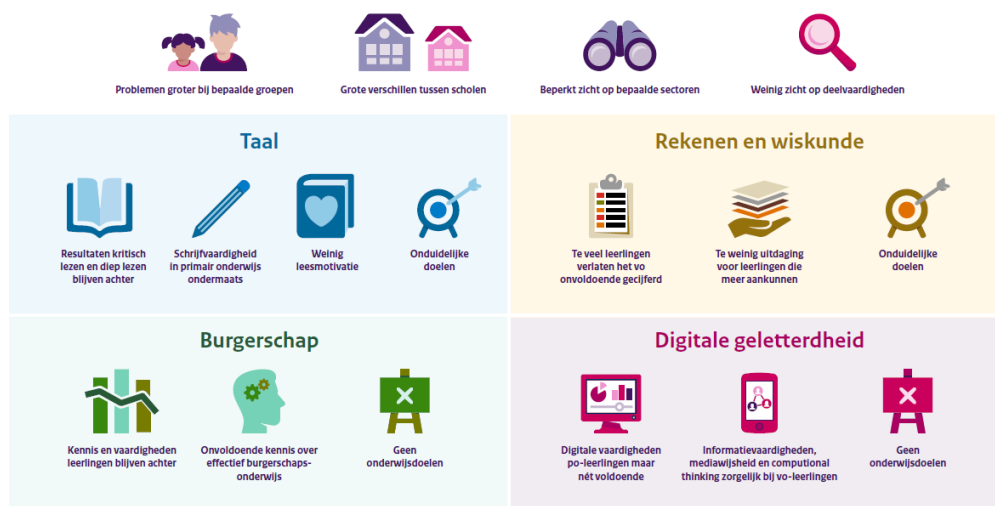 Problemen groter bij bepaalde groepen
Grote verschillen tussen scholen
Beperkt zicht op bepaalde sectoren
Weinig zicht op deelvaardigheden
Taal
Resultaten kritisch
lezen en diep lezen
blijven achter
Schrijfvaardigheid
in primair onderwijs
ondermaats
Weinig
leesmotivatie
Onduidelijke
doelen
Rekenen en wiskunde
Te veel leerlingen
verlaten het vo
onvoldoende gecijferd
Te weinig uitdaging
voor leerlingen die
meer aankunnen
Onduidelijke
doelen
Burgerschap
Kennis en vaardigheden
leerlingen blijven achter
Onvoldoende kennis over
effectief burgerschaps-
onderwijs
Geen
onderwijsdoelen
Digitale geletterdheid
Digitale vaardigheden
po-leerlingen maar
nét voldoende
Informatievaardigheden,
mediawijsheid en computional
thinking zorgelijk bij vo-leerlingen
Geen
onderwijsdoelen